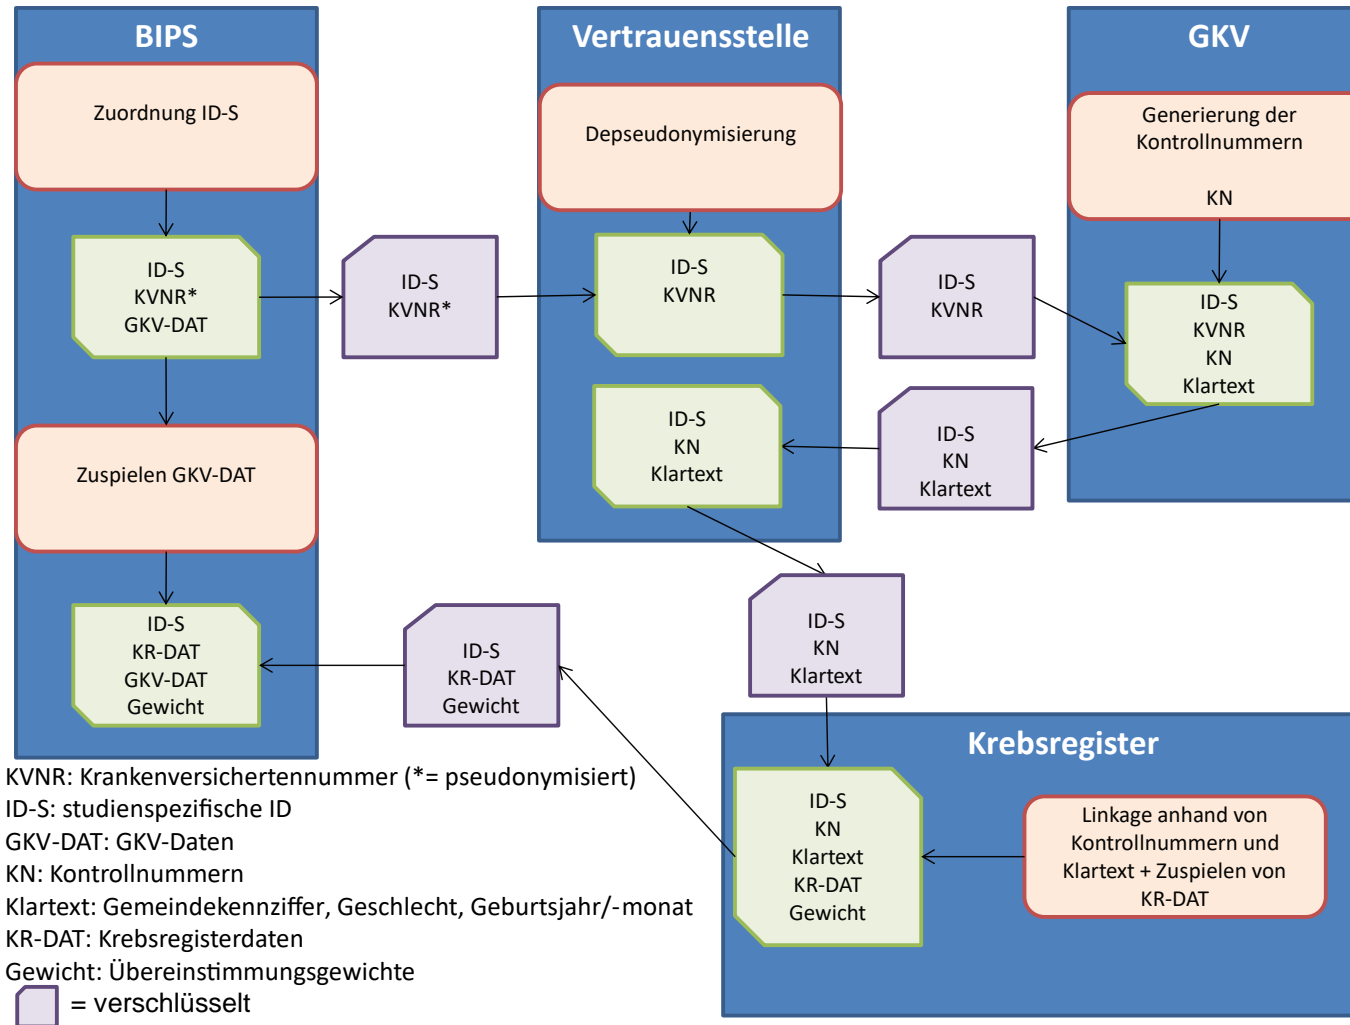 BIPS
Zuordnung ID-S
ID-S
KVNR*
GKV-DAT
ID-S
KVNR*
Zuspielen GKV-DAT
ID-S
KR-DAT
GKV-DAT
Gewicht
ID-S
KR-DAT
Gewicht
Vertrauensstelle
Depseudonymisierung
ID-S
KVNR
ID-S
KVNR
ID-S
KN
Klartext
ID-S
KN
Klartext
ID-S
KN
Klartext
GKV
Generierung der
Kontrollnummern
KN
ID-S
KVNR
KN
Klartext
Krebsregister
ID-S
KN
Klartext
KR-DAT
Gewicht
Linkage anhand von
Kontrollnummern und
Klartext + Zuspielen von
KR-DAT
KVNR: Krankenversichertennummer (*= pseudonymisiert)
ID-S: studienspezifische ID
GKV-DAT: GKV-Daten
KN: Kontrollnummern
Klartext: Gemeindekennziffer, Geschlecht, Geburtsjahr/-monat
KR-DAT: Krebsregisterdaten
Gewicht: Übereinstimmungsgewichte
= verschlüsselt